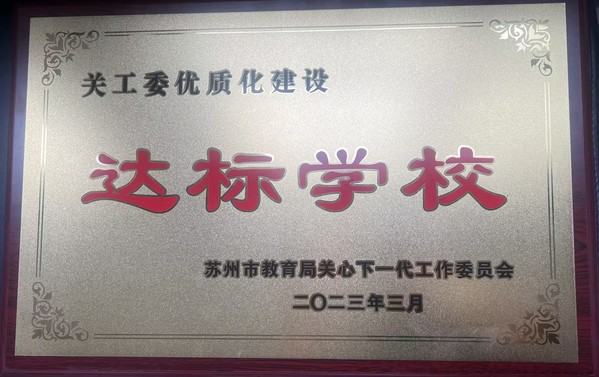 关工委优质化建设
达标学校
苏州市教育局关心下一代工作委员会
二〇二三年三月